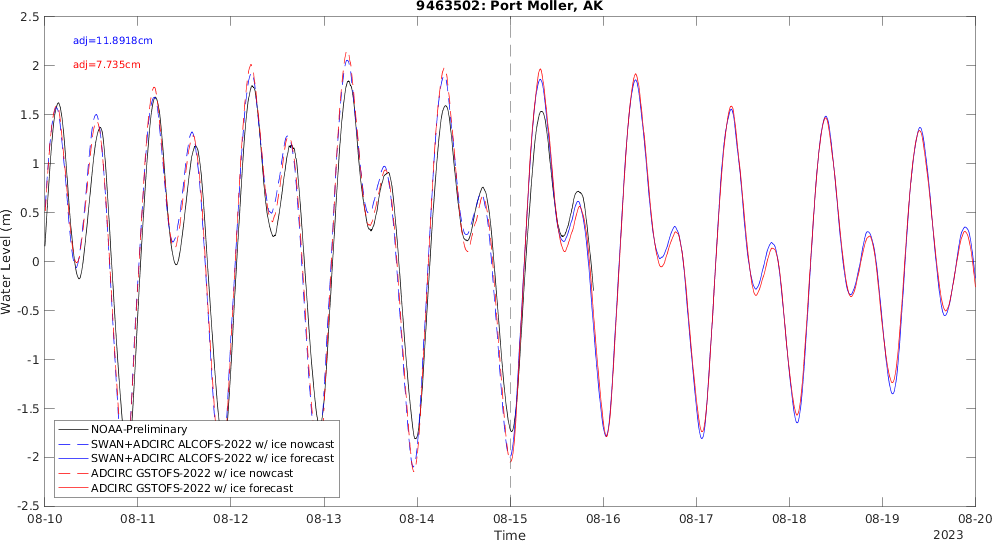 9463502: Port Moller, AK
adj=11.8918cm
adj=7.735cm
Water Level (m)
2.5
2
1.5
1
0.5
0
-0.5
-1
-1.5
-2
-2.5
NOAA-Preliminary
SWAN+ADCIRC ALCOFS-2022 w/ ice nowcast
SWAN+ADCIRC ALCOFS-2022 w/ ice forecast
ADCIRC GSTOFS-2022 w/ ice nowcast
ADCIRC GSTOFS-2022 w/ ice forecast
08-10 08-11 08-12 08-13 08-14 08-15 08-16 08-17 08-18 08-19 08-20
Time
2023